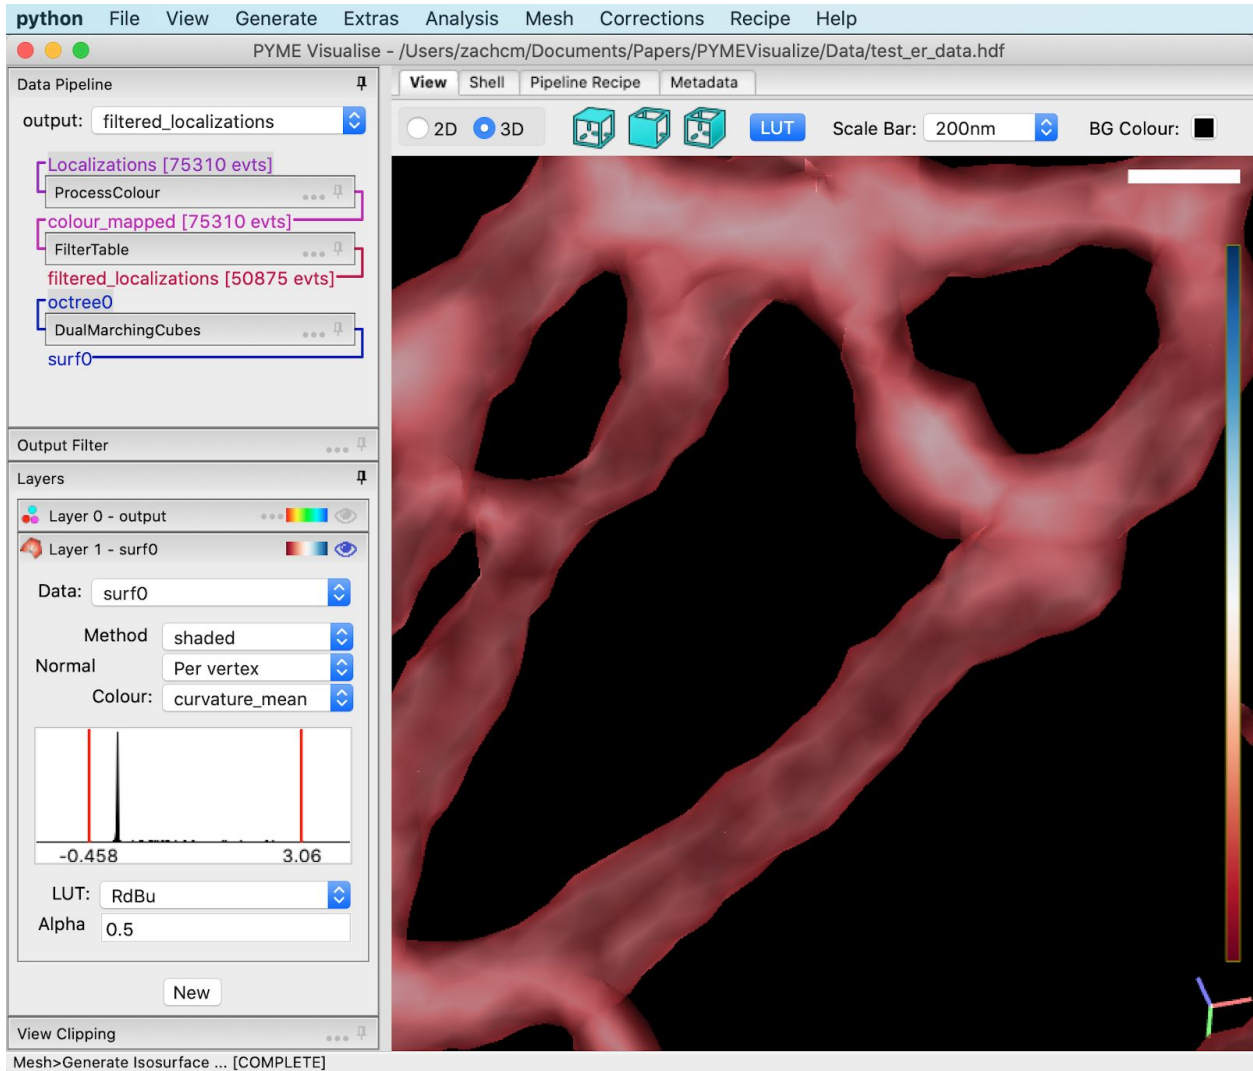 python File View Generate Extras Analysis Mesh Corrections Recipe Help
PYME Visualise - /Users/zachcm/Documents/Papers/PYMEVisualize/Data/test_er_data.hdf
Data Pipeline
output: filtered_localizations
Localizations [75310 evts]
ProcessColour
colour_mapped [75310 evts]
FilterTable
filtered_localizations [50875 evts]
octree0
DualMarchingCubes
surf0
Output Filter
Layers
Layer 0 - output
Layer 1 - surf0
Data: surf0
Method shaded
Normal Per vertex
Colour: curvature_mean
-0.458 3.06
LUT: RdBu
Alpha 0.5
New
View Clipping
View Shell Pipeline Recipe Metadata
2D 3D LUT Scale Bar: 200nm BG Colour:
Mesh>Generate Isosurface ... [COMPLETE]